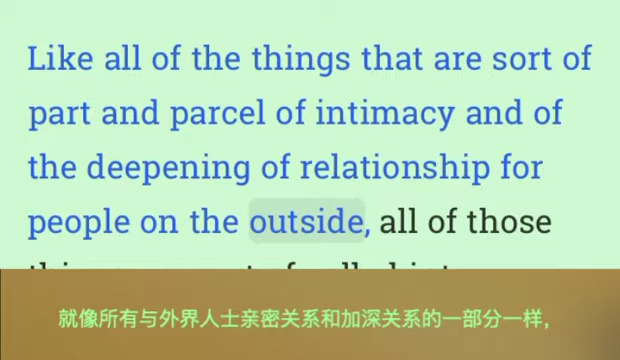 Like all of the things that are sort of
part and parcel of intimacy and of
the deepening of relationship for
people on the outside, all of those
就像所有与外界人士亲密关系和加深关系的一部分一样，